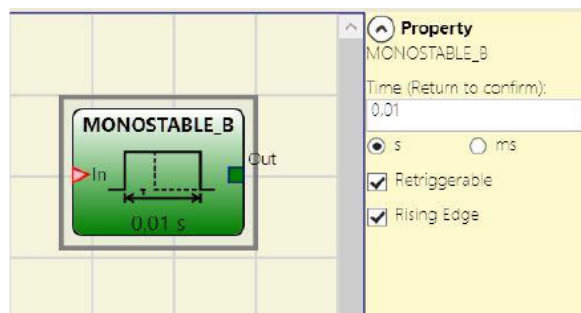 MONOSTABLE_B
In
Out
T
0,01 s
Property
MONOSTABLE_B
Time (Return to confirm):
0,01
s
ms
Retriggerable
Rising Edge